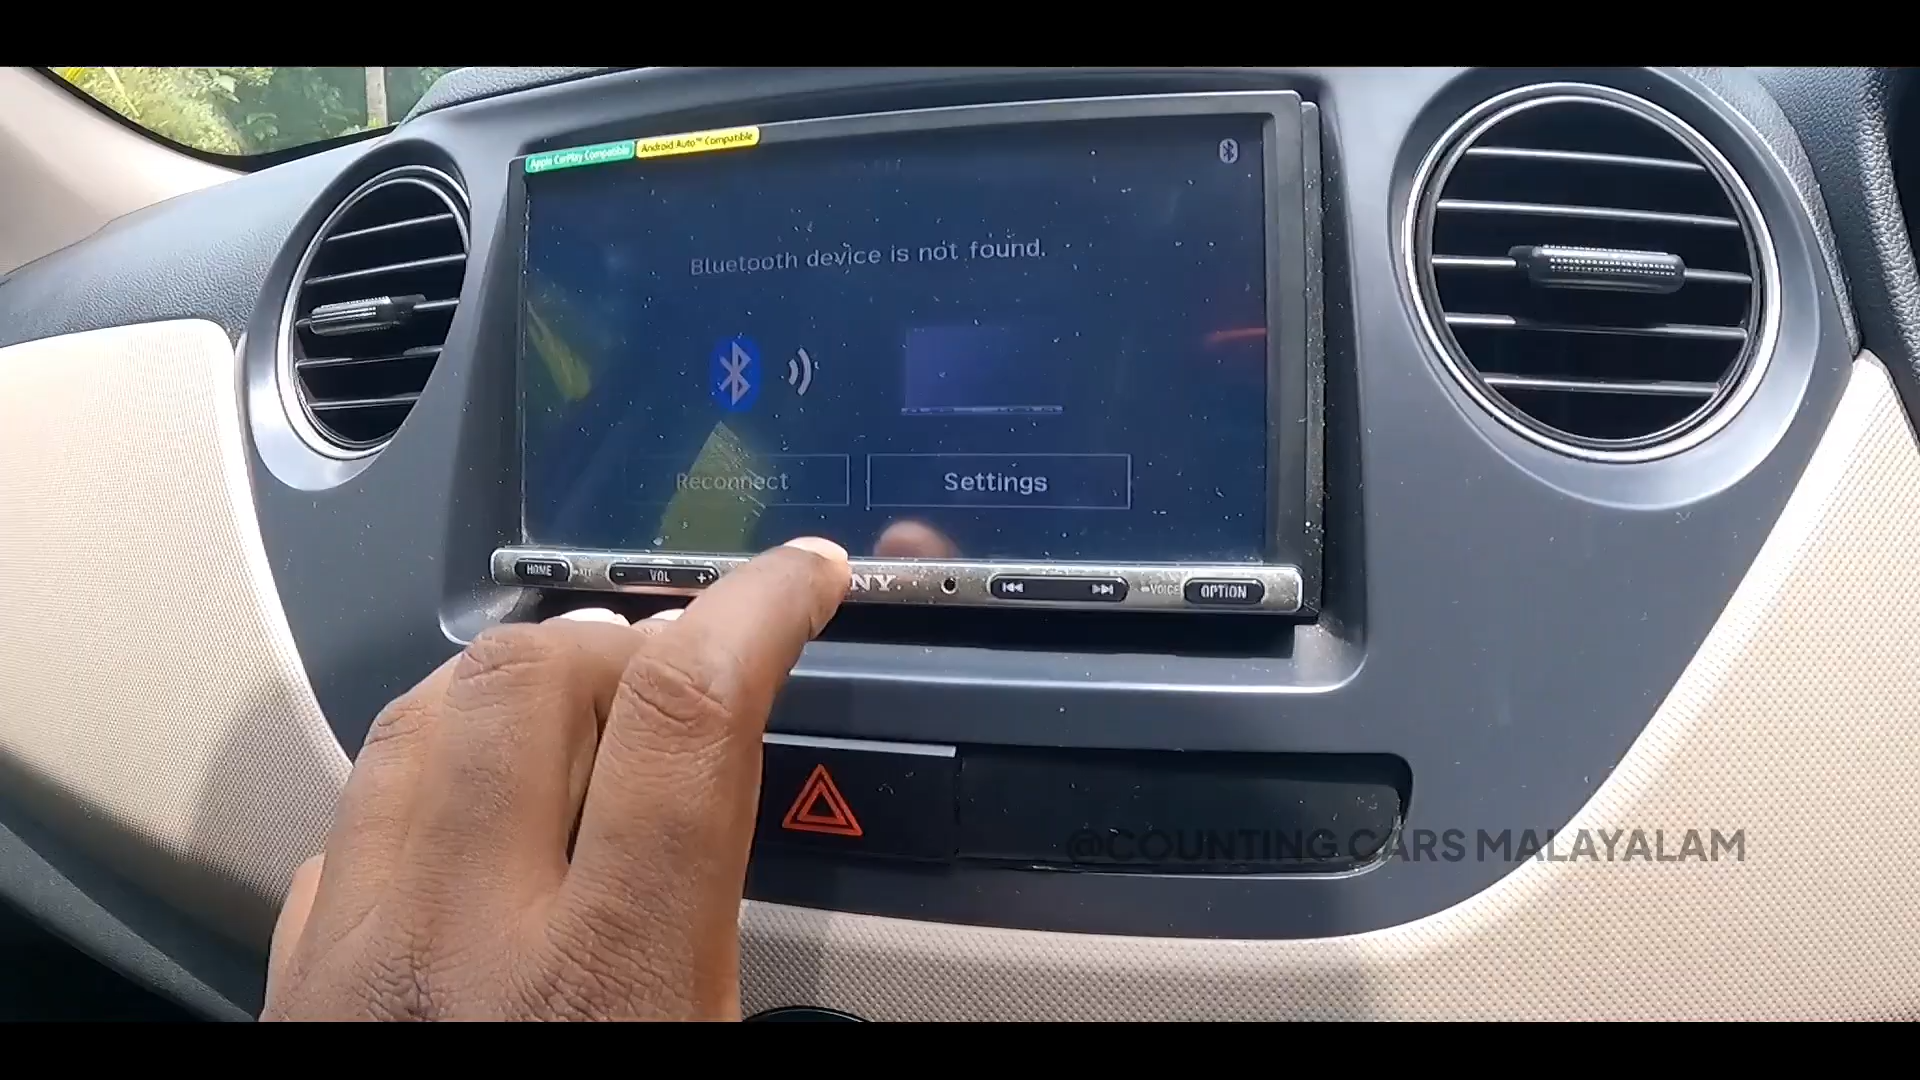 Apple CarPlay Compatible
Android Auto™ Compatible
Bluetooth device is not found.
Reconnect
Settings
HOME
ATT
- VOL +
NY
VOICE
OPTION
@COUNTING CARS MALAYALAM